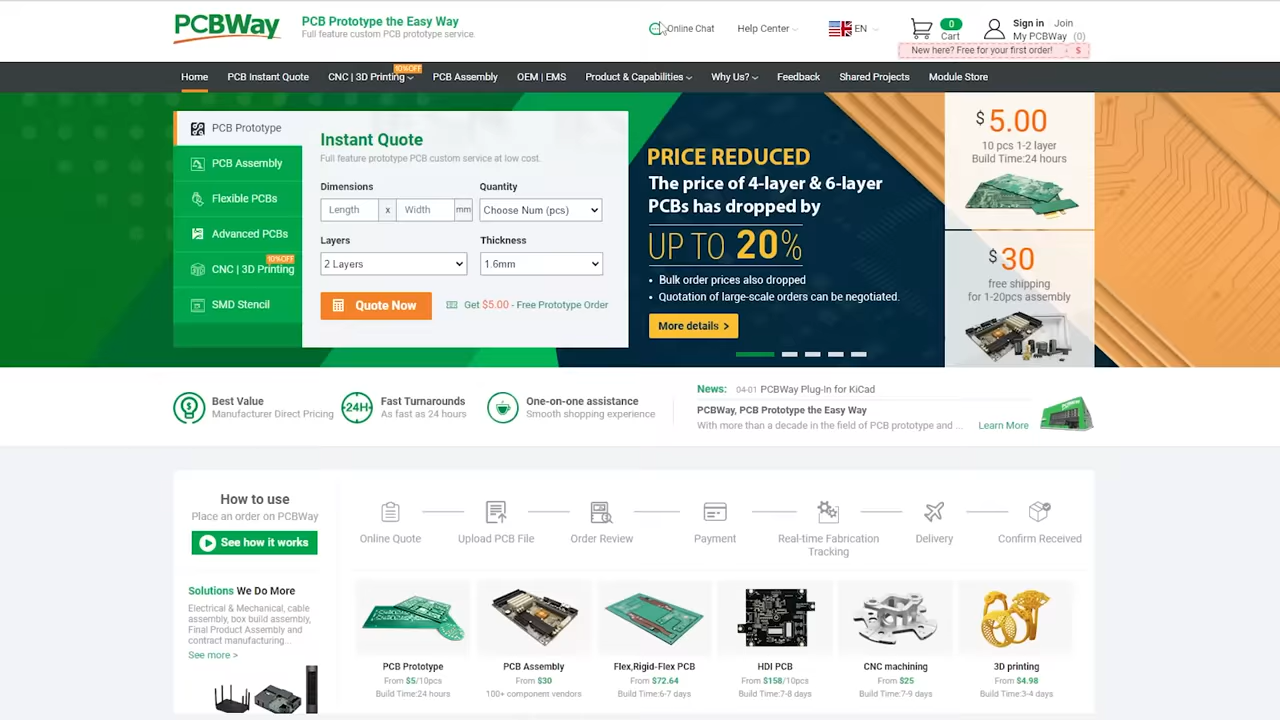 PCBWay
PCB Prototype the Easy Way
Full feature custom PCB prototype service
Online Chat
Help Center
EN
0
Cart
Sign in Join
My PCBWay (0)
New here? Free for your first order! $
Home
PCB Instant Quote
CNC | 3D Printing
10%OFF
PCB Assembly
OEM | EMS
Product & Capabilities
Why Us?
Feedback
Shared Projects
Module Store
PCB Prototype
PCB Assembly
Flexible PCBs
Advanced PCBs
10%OFF
CNC | 3D Printing
SMD Stencil
Instant Quote
Full feature prototype PCB custom service at low cost.
Dimensions
Length x Width mm
Quantity
Choose Num (pcs)
Layers
2 Layers
Thickness
1.6mm
Quote Now
Get $5.00 - Free Prototype Order
PRICE REDUCED
The price of 4-layer & 6-layer
PCBs has dropped by
UP TO 20%
• Bulk order prices also dropped
• Quotation of large-scale orders can be negotiated.
More details >
$5.00
10 pcs 1-2 layer
Build Time:24 hours
$30
free shipping
for 1-20pcs assembly
Best Value
Manufacturer Direct Pricing
24H
Fast Turnarounds
As fast as 24 hours
One-on-one assistance
Smooth shopping experience
News: 04-01 PCBWay Plug-In for KiCad
PCBWay, PCB Prototype the Easy Way
With more than a decade in the field of PCB prototype and ... Learn More
PCBWay
How to use
Place an order on PCBWay
See how it works
Online Quote
Upload PCB File
Order Review
Payment
Real-time Fabrication
Tracking
Delivery
Confirm Received
Solutions We Do More
Electrical & Mechanical, cable
assembly, box build assembly,
Final Product Assembly and
contract manufacturing...
See more >
PCB Prototype
From $5/10pcs
Build Time:24 hours
PCB Assembly
From $30
100+ component vendors
Flex,Rigid-Flex PCB
From $72.64
Build Time:6-7 days
HDI PCB
From $158/10pcs
Build Time:7-8 days
CNC machining
From $25
Build Time:7-9 days
3D printing
From $4.98
Build Time:3-4 days